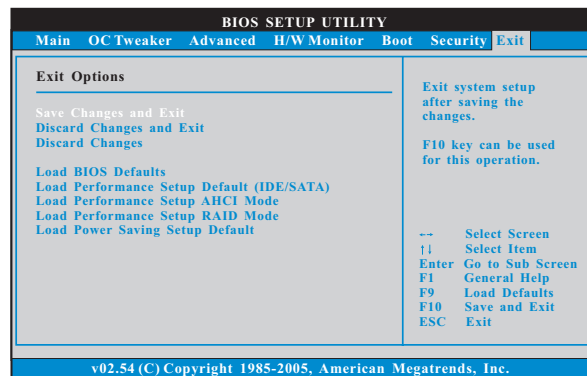 BIOS SETUP UTILITY
Main OC Tweaker Advanced H/W Monitor Boot Security Exit
Exit Options
Save Changes and Exit
Discard Changes and Exit
Discard Changes
Load BIOS Defaults
Load Performance Setup Default (IDE/SATA)
Load Performance Setup AHCI Mode
Load Performance Setup RAID Mode
Load Power Saving Setup Default
Exit system setup
after saving the
changes.
F10 key can be used
for this operation.
←→ Select Screen
↑↓ Select Item
Enter Go to Sub Screen
F1 General Help
F9 Load Defaults
F10 Save and Exit
ESC Exit
v02.54 (C) Copyright 1985-2005, American Megatrends, Inc.